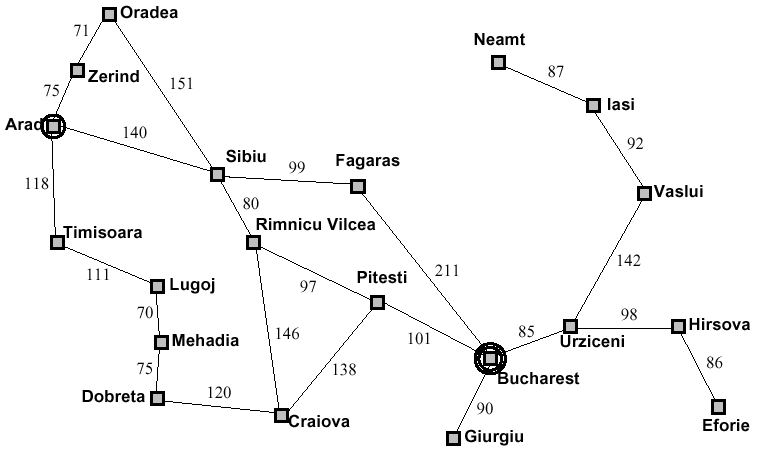 Oradea
71
Neamt
87
Zerind
151
75
Iasi
Arad
140
92
Sibiu
99
Fagaras
118
80
Vaslui
Timisoara
Rimnicu Vilcea
111
Lugoj
97
Pitesti
211
142
70
Mehadia
146
101
85
98
Hirsova
Urziceni
75
138
86
Dobreta
120
Bucharest
90
Craiova
Giurgiu
Eforie